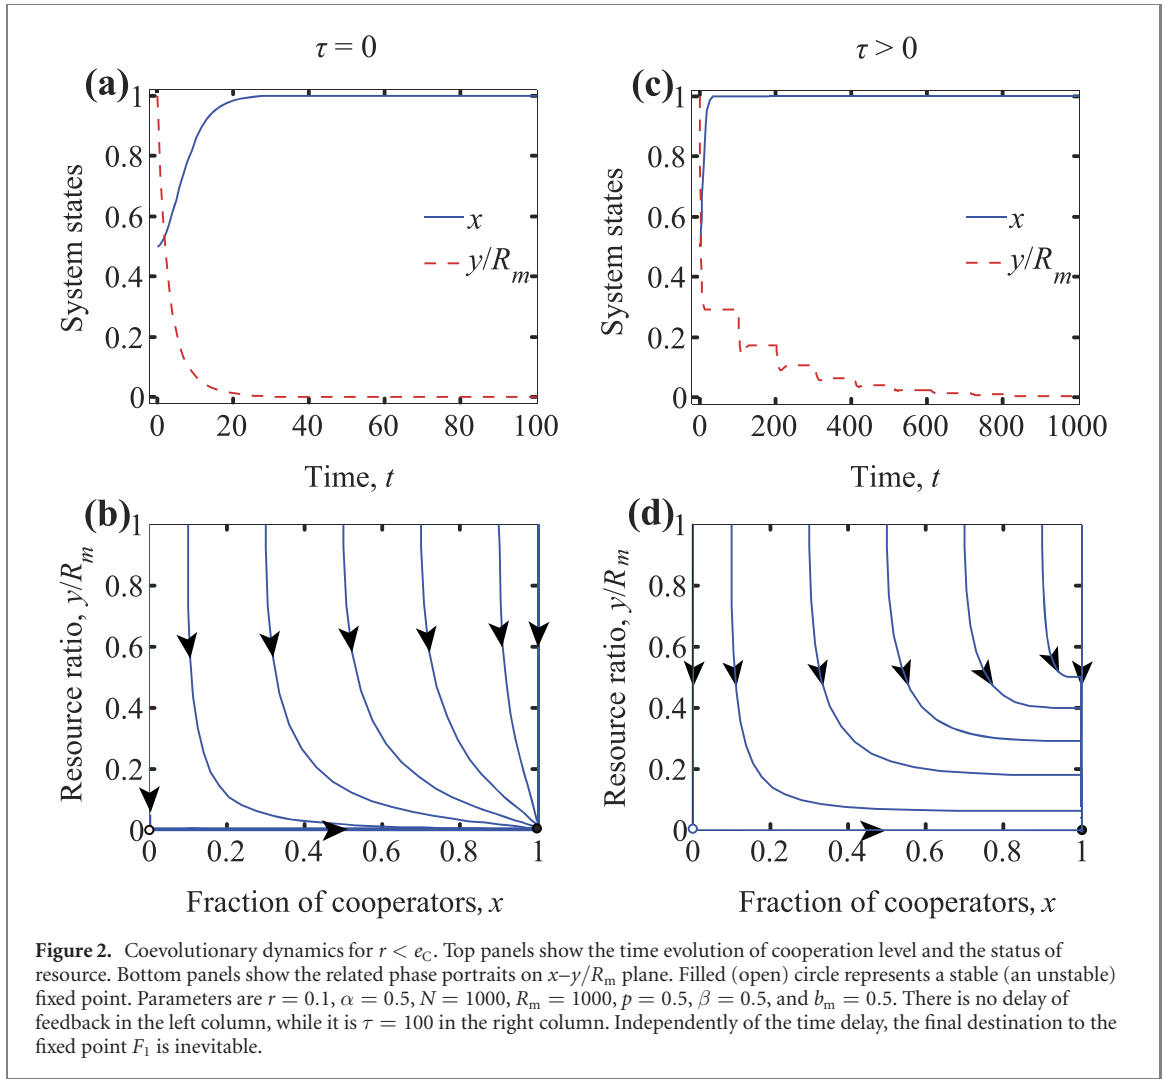 τ = 0
τ > 0
(a)
1
0.8
0.6
0.4
0.2
0
System states
x
y/Rm
0 20 40 60 80 100
Time, t
(c)
1
0.8
0.6
0.4
0.2
0
System states
x
y/Rm
0 200 400 600 800 1000
Time, t
(b)
1
0.8
0.6
0.4
0.2
0
Resource ratio, y/Rm
0 0.2 0.4 0.6 0.8 1
Fraction of cooperators, x
(d)
1
0.8
0.6
0.4
0.2
0
Resource ratio, y/Rm
0 0.2 0.4 0.6 0.8 1
Fraction of cooperators, x
Figure 2. Coevolutionary dynamics for r < eC. Top panels show the time evolution of cooperation level and the status of
resource. Bottom panels show the related phase portraits on x–y/Rm plane. Filled (open) circle represents a stable (an unstable)
fixed point. Parameters are r = 0.1, α = 0.5, N = 1000, Rm = 1000, p = 0.5, β = 0.5, and bm = 0.5. There is no delay of
feedback in the left column, while it is τ = 100 in the right column. Independently of the time delay, the final destination to the
fixed point F1 is inevitable.